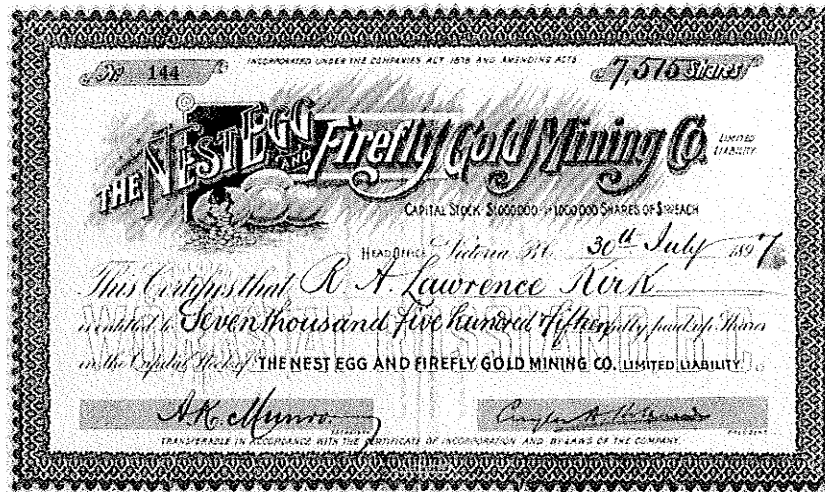 INCORPORATED UNDER THE COMPANIES ACT 1878 AND AMENDING ACTS
No 144
7,515 Shares
THE NEST EGG AND Firefly Gold Mining Co. LIMITED LIABILITY.
CAPITAL STOCK $1,000,000 1,000,000 SHARES OF $1.00 EACH
HEAD OFFICE Victoria B.C. 30th July 1897
This Certifies that R A Lawrence Kirk
is entitled to Seven thousand five hundred & fifteen fully paid up Shares
in the Capital Stock of THE NEST EGG AND FIREFLY GOLD MINING CO. LIMITED LIABILITY.
WORKS AT ROSSLAND B.C.
A. K. Munro
SECRETARY
PRESIDENT
TRANSFERABLE IN ACCORDANCE WITH THE CERTIFICATE OF INCORPORATION AND BY-LAWS OF THE COMPANY.